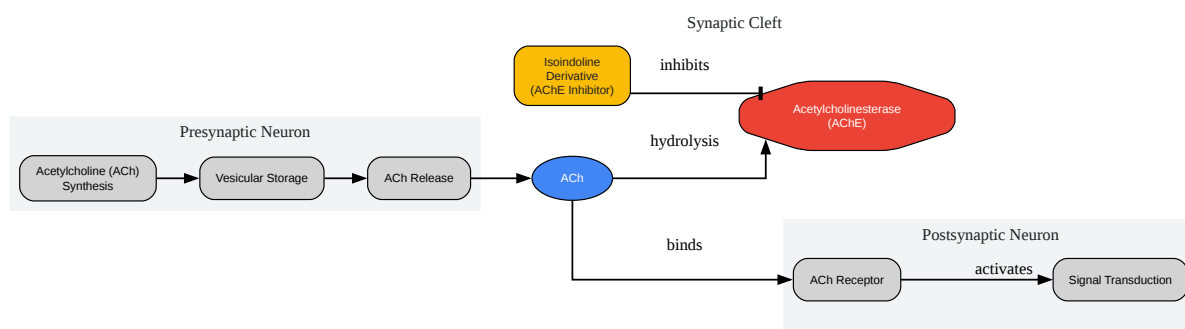 Synaptic Cleft
Isoindoline
Derivative
(AChE Inhibitor)
inhibits
Acetylcholinesterase
(AChE)
Presynaptic Neuron
hydrolysis
Acetylcholine (ACh)
Synthesis
Vesicular Storage
ACh Release
ACh
binds
Postsynaptic Neuron
ACh Receptor
activates
Signal Transduction